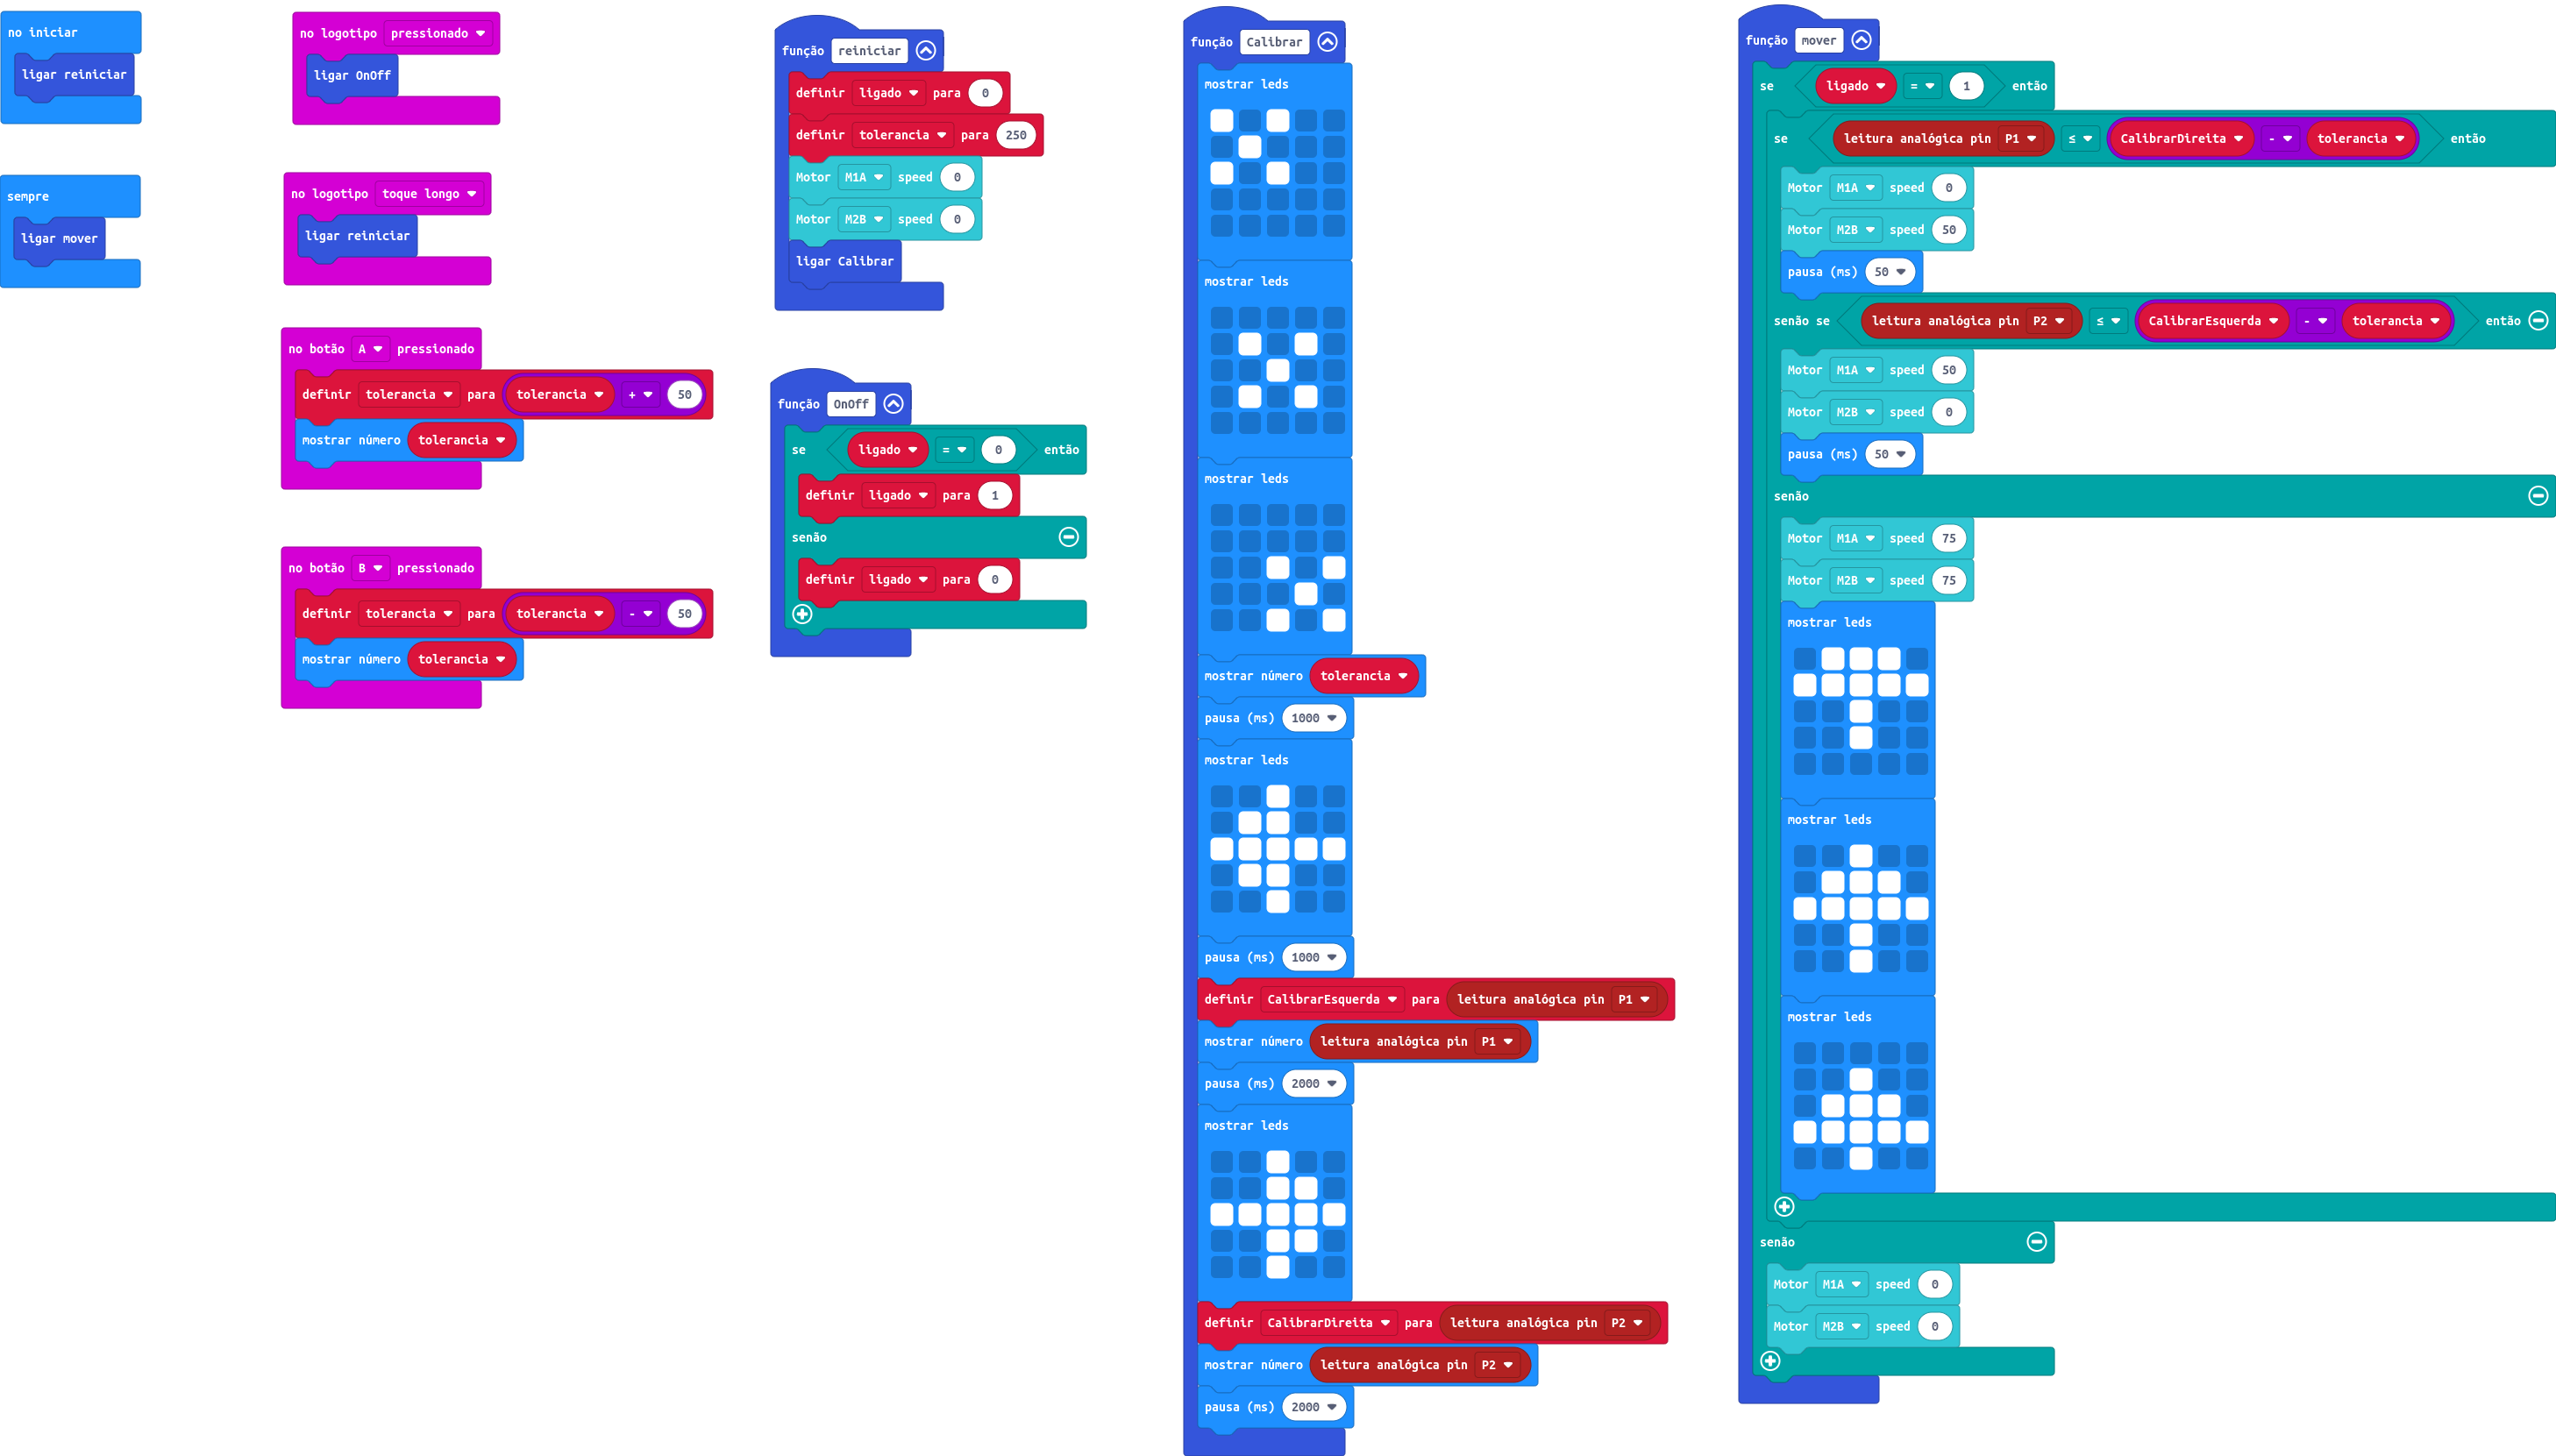 no iniciar
ligar reiniciar
sempre
ligar mover
no logotipo pressionado
ligar OnOff
no logotipo toque longo
ligar reiniciar
no botão A pressionado
definir tolerancia para tolerancia + 50
mostrar número tolerancia
no botão B pressionado
definir tolerancia para tolerancia - 50
mostrar número tolerancia
função reiniciar
definir ligado para 0
definir tolerancia para 250
Motor M1A speed 0
Motor M2B speed 0
ligar Calibrar
função OnOff
se ligado = 0 então
definir ligado para 1
senão
definir ligado para 0
função Calibrar
mostrar leds
mostrar leds
mostrar leds
mostrar número tolerancia
pausa (ms) 1000
mostrar leds
pausa (ms) 1000
definir CalibrarEsquerda para leitura analógica pin P1
mostrar número leitura analógica pin P1
pausa (ms) 2000
mostrar leds
definir CalibrarDireita para leitura analógica pin P2
mostrar número leitura analógica pin P2
pausa (ms) 2000
função mover
se ligado = 1 então
se leitura analógica pin P1 ≤ CalibrarDireita - tolerancia então
Motor M1A speed 0
Motor M2B speed 50
pausa (ms) 50
senão se leitura analógica pin P2 ≤ CalibrarEsquerda - tolerancia então
Motor M1A speed 50
Motor M2B speed 0
pausa (ms) 50
senão
Motor M1A speed 75
Motor M2B speed 75
mostrar leds
mostrar leds
mostrar leds
senão
Motor M1A speed 0
Motor M2B speed 0